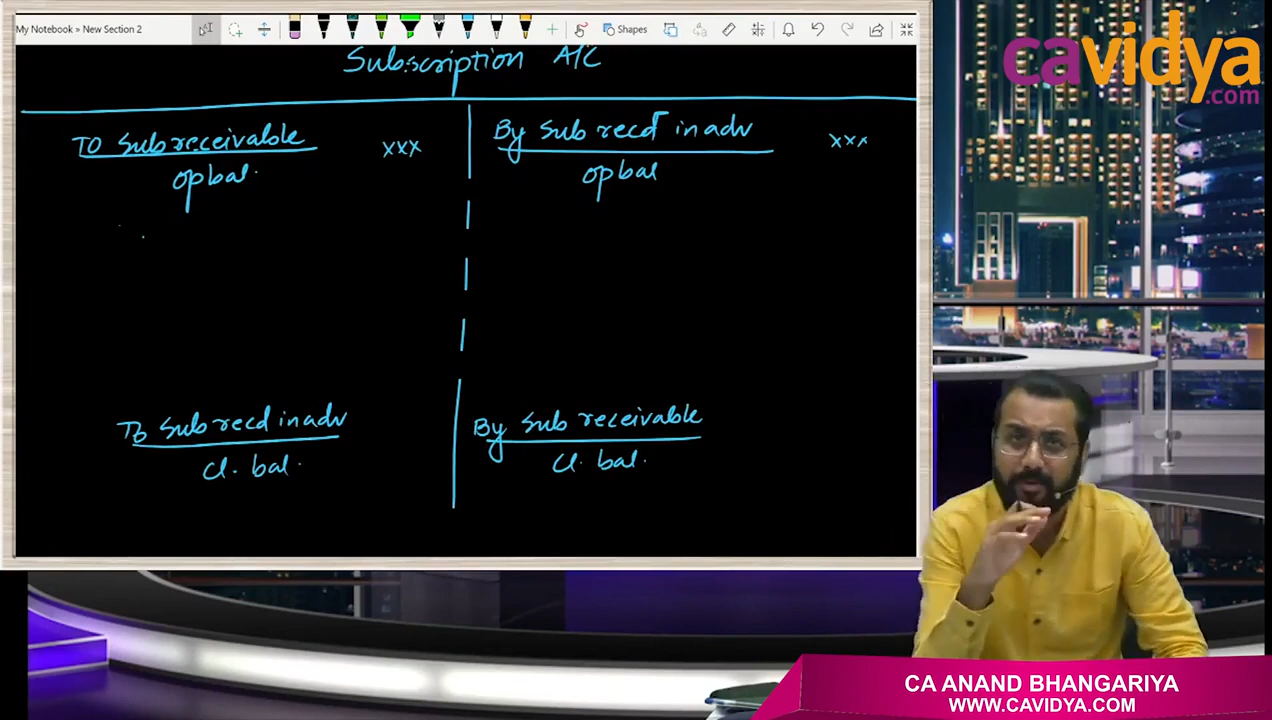 My Notebook » New Section 2
Shapes
cavidya
.com
Subscription A/C
To Sub receivable xxx
op bal.
By Sub recd in adv xxx
op bal
To Sub recd in adv
cl. bal.
By Sub receivable
cl. bal.
CA ANAND BHANGARIYA
WWW.CAVIDYA.COM